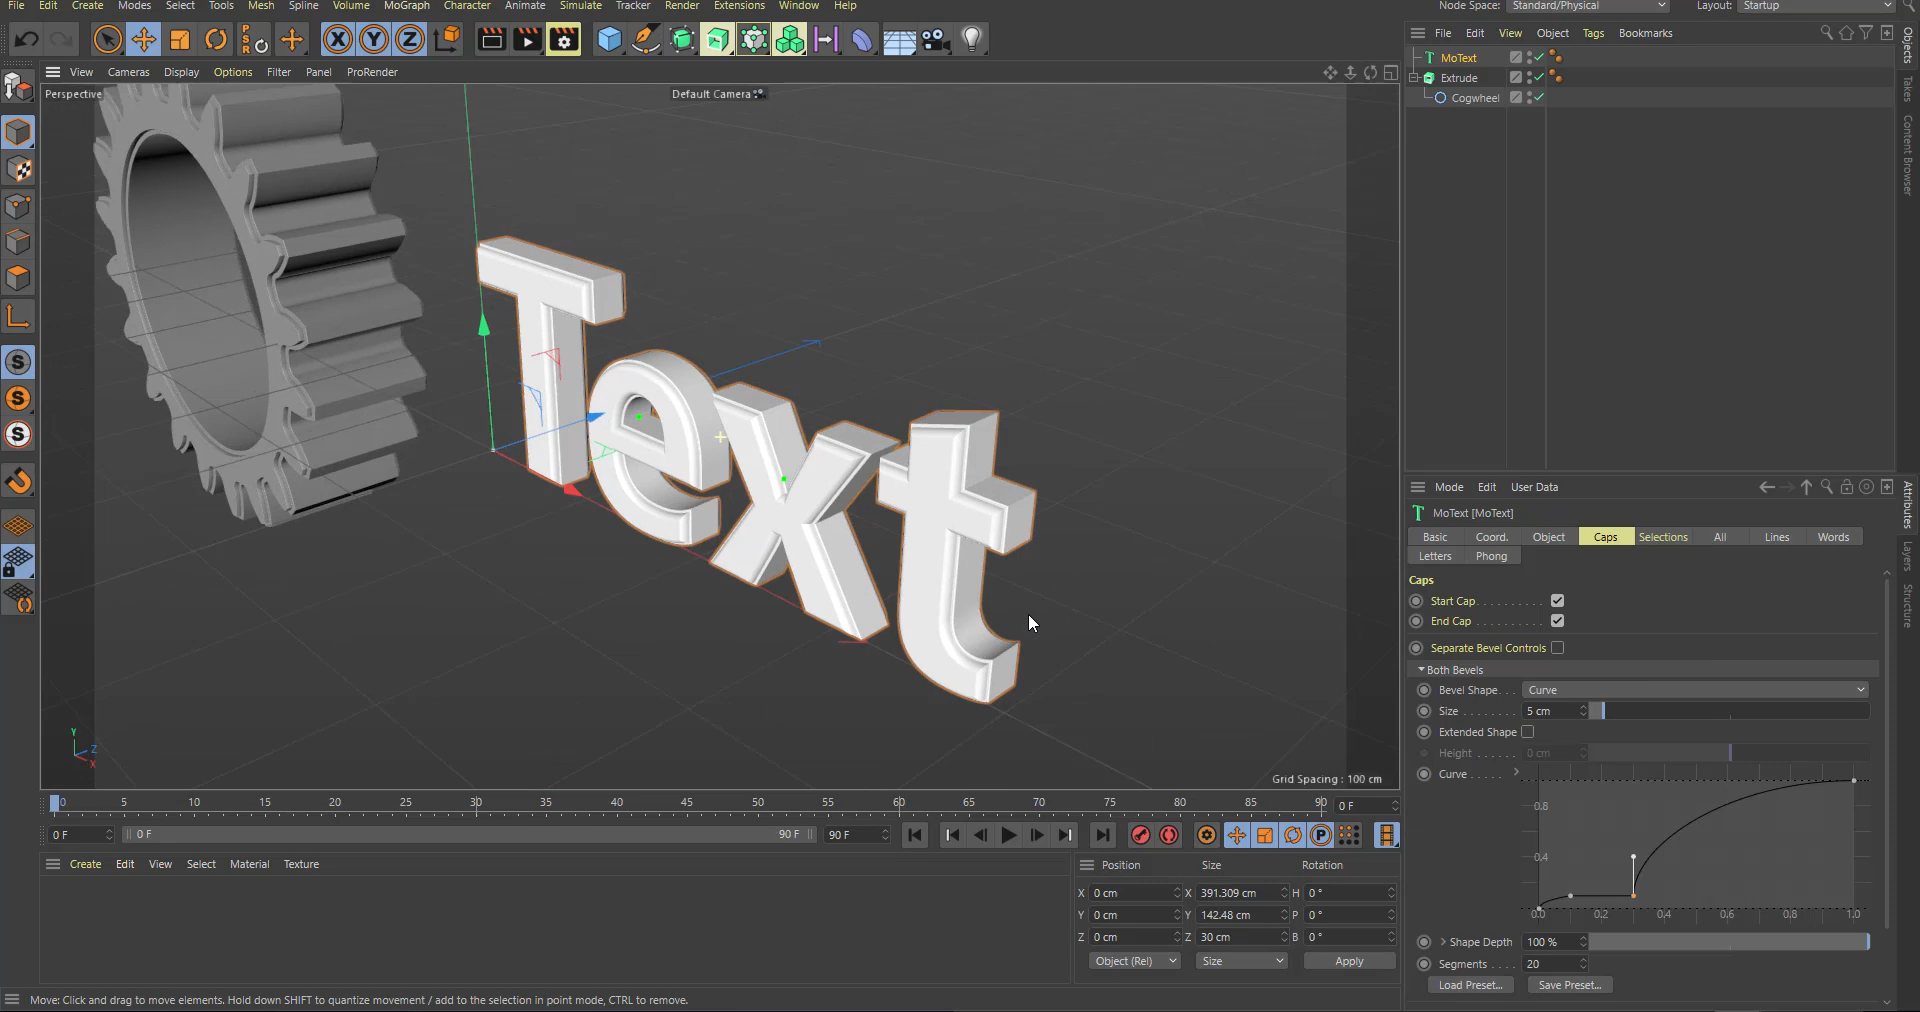 File Edit Create Modes Select Tools Mesh Spline Volume MoGraph Character Animate Simulate Tracker Render Extensions Window Help
Node Space: Standard/Physical Layout: Startup
PSR X Y Z
View Cameras Display Options Filter Panel ProRender
File Edit View Object Tags Bookmarks
Perspective
Default Camera
MoText
Extrude
Cogwheel
Objects
Takes
Content Browser
Text
Y
Z
X
Grid Spacing : 100 cm
Mode Edit User Data
MoText [MoText]
Basic Coord. Object Caps Selections All Lines Words
Letters Phong
Attributes
Layers
Structure
Caps
Start Cap
End Cap
Separate Bevel Controls
Both Bevels
Bevel Shape Curve
Size 5 cm
Extended Shape
Height 0 cm
Curve
0.8
0.4
0.0 0.2 0.4 0.6 0.8 1.0
Shape Depth 100 %
Segments 20
Load Preset... Save Preset...
0 5 10 15 20 25 30 35 40 45 50 55 60 65 70 75 80 85 90 0 F
0 F 0 F 90 F 90 F
Create Edit View Select Material Texture
Position Size Rotation
X 0 cm X 391.309 cm H 0 °
Y 0 cm Y 142.48 cm P 0 °
Z 0 cm Z 30 cm B 0 °
Object (Rel) Size Apply
Move: Click and drag to move elements. Hold down SHIFT to quantize movement / add to the selection in point mode, CTRL to remove.